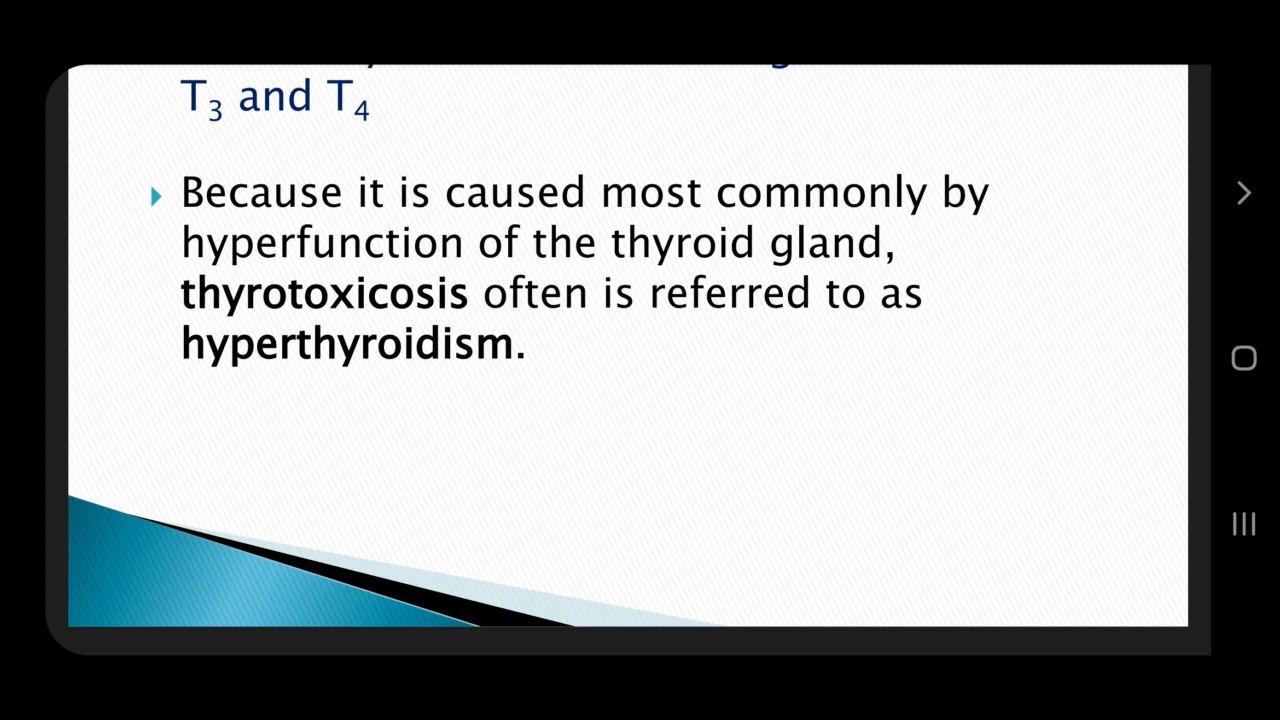 T₃ and T₄
Because it is caused most commonly by
hyperfunction of the thyroid gland,
thyrotoxicosis often is referred to as
hyperthyroidism.